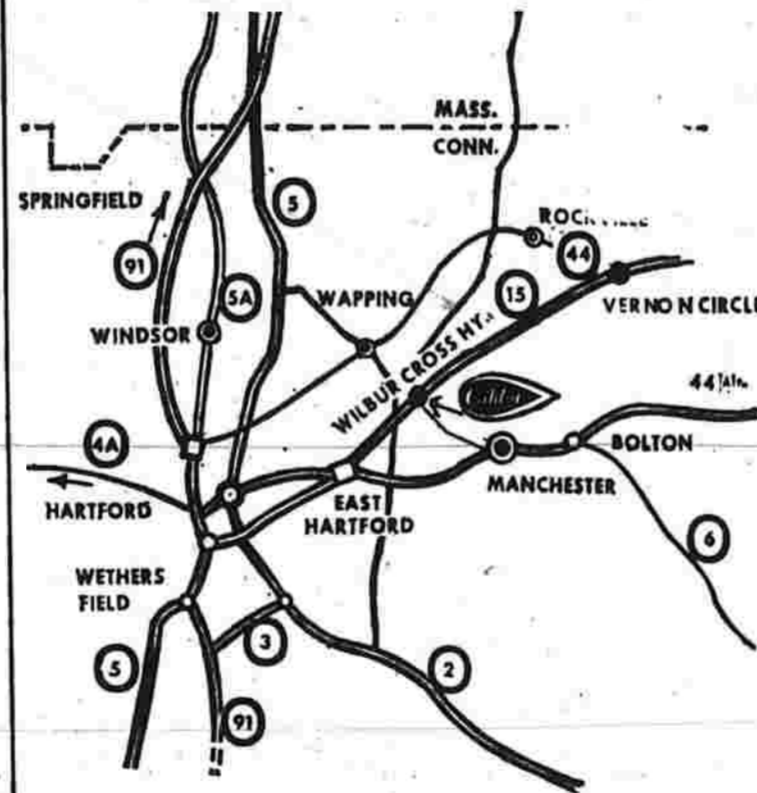 MASS.
CONN.
SPRINGFIELD
5
91
44
5A
15
WAPPING
WINDSOR
VERNON CIRCLE
WILBUR CROSS HY.
4A
BOLTON
MANCHESTER
HARTFORD
EAST
HARTFORD
6
WETHERS
FIELD
3
5
2
91